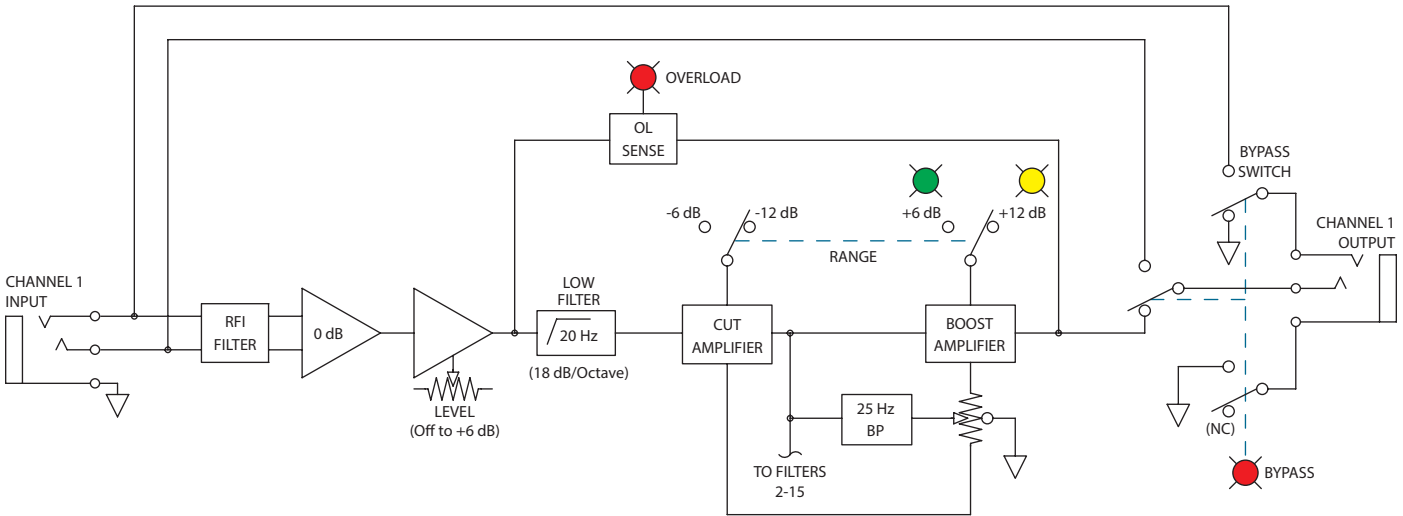 OVERLOAD
OL
SENSE
BYPASS
SWITCH
-6 dB
-12 dB
+6 dB
+12 dB
RANGE
CHANNEL 1
OUTPUT
CHANNEL 1
INPUT
RFI
FILTER
0 dB
LOW
FILTER
20 Hz
(18 dB/Octave)
CUT
AMPLIFIER
BOOST
AMPLIFIER
LEVEL
(Off to +6 dB)
25 Hz
BP
TO FILTERS
2-15
(NC)
BYPASS